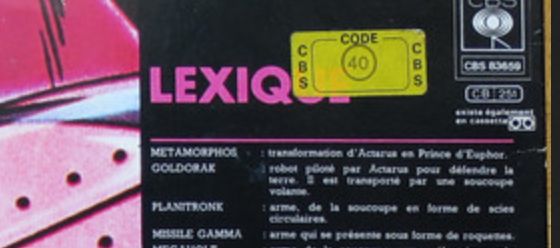 CBS
CODE
CBS
40
CBS
CBS 83659
CB 251
LEXIQUE
existe également
en cassette
METAMORPHOS : transformation d'Actarus en Prince d'Euphor.
GOLDORAK : robot piloté par Actarus pour défendre la
terre. Il est transporté par une soucoupe
volante.
PLANITRONK : arme, de la soucoupe en forme de scies
circulaires.
MISSILE GAMMA : arme qui se présente sous forme de roquettes.